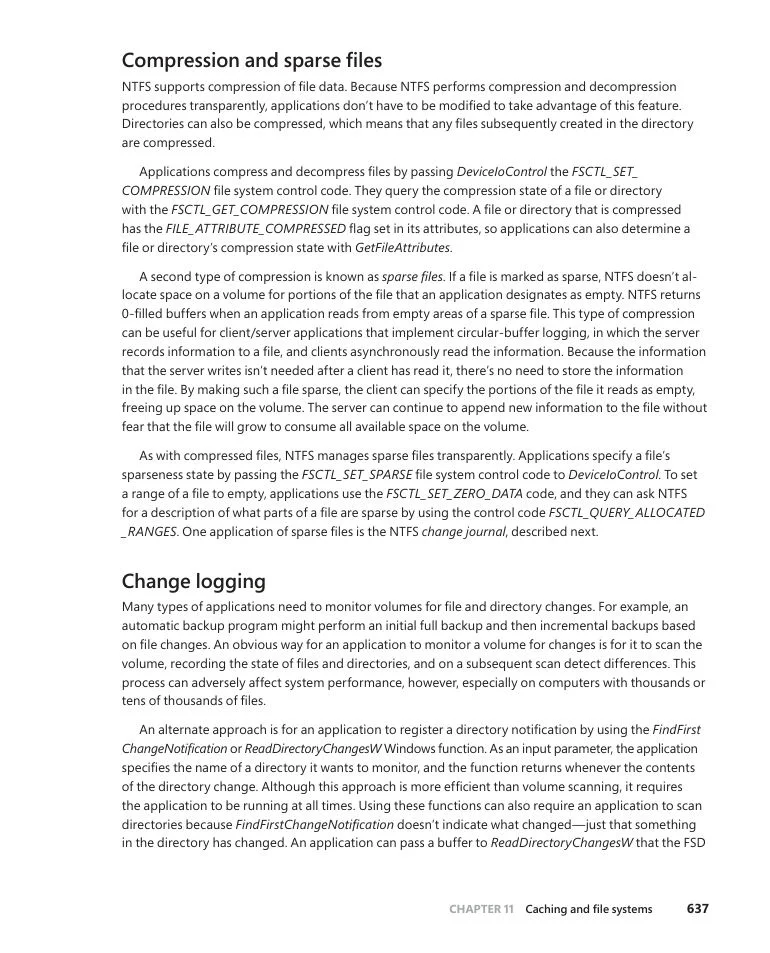 Compression and sparse files
NTFS supports compression of file data. Because NTFS performs compression and decompression
procedures transparently, applications don’t have to be modified to take advantage of this feature.
Directories can also be compressed, which means that any files subsequently created in the directory
are compressed.
Applications compress and decompress files by passing DeviceIoControl the FSCTL_SET_
COMPRESSION file system control code. They query the compression state of a file or directory
with the FSCTL_GET_COMPRESSION file system control code. A file or directory that is compressed
has the FILE_ATTRIBUTE_COMPRESSED flag set in its attributes, so applications can also determine a
file or directory’s compression state with GetFileAttributes.
A second type of compression is known as sparse files. If a file is marked as sparse, NTFS doesn’t al-
locate space on a volume for portions of the file that an application designates as empty. NTFS returns
0-filled buffers when an application reads from empty areas of a sparse file. This type of compression
can be useful for client/server applications that implement circular-buffer logging, in which the server
records information to a file, and clients asynchronously read the information. Because the information
that the server writes isn’t needed after a client has read it, there’s no need to store the information
in the file. By making such a file sparse, the client can specify the portions of the file it reads as empty,
freeing up space on the volume. The server can continue to append new information to the file without
fear that the file will grow to consume all available space on the volume.
As with compressed files, NTFS manages sparse files transparently. Applications specify a file’s
sparseness state by passing the FSCTL_SET_SPARSE file system control code to DeviceIoControl. To set
a range of a file to empty, applications use the FSCTL_SET_ZERO_DATA code, and they can ask NTFS
for a description of what parts of a file are sparse by using the control code FSCTL_QUERY_ALLOCATED
_RANGES. One application of sparse files is the NTFS change journal, described next.
Change logging
Many types of applications need to monitor volumes for file and directory changes. For example, an
automatic backup program might perform an initial full backup and then incremental backups based
on file changes. An obvious way for an application to monitor a volume for changes is for it to scan the
volume, recording the state of files and directories, and on a subsequent scan detect differences. This
process can adversely affect system performance, however, especially on computers with thousands or
tens of thousands of files.
An alternate approach is for an application to register a directory notification by using the FindFirst
ChangeNotification or ReadDirectoryChangesW Windows function. As an input parameter, the application
specifies the name of a directory it wants to monitor, and the function returns whenever the contents
of the directory change. Although this approach is more efficient than volume scanning, it requires
the application to be running at all times. Using these functions can also require an application to scan
directories because FindFirstChangeNotification doesn’t indicate what changed—just that something
in the directory has changed. An application can pass a buffer to ReadDirectoryChangesW that the FSD
CHAPTER 11 Caching and file systems 637